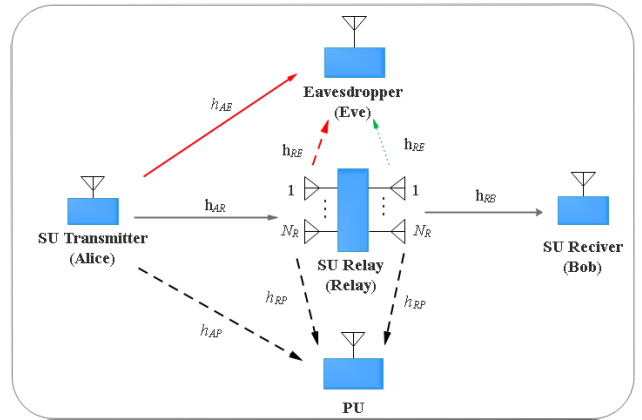 Eavesdropper
(Eve)
h_AE
h_RE
h_RE
1
1
SU Transmitter
(Alice)
h_AR
⋮
⋮
h_RB
SU Reciver
(Bob)
N_R
N_R
SU Relay
(Relay)
h_RP
h_RP
h_AP
PU